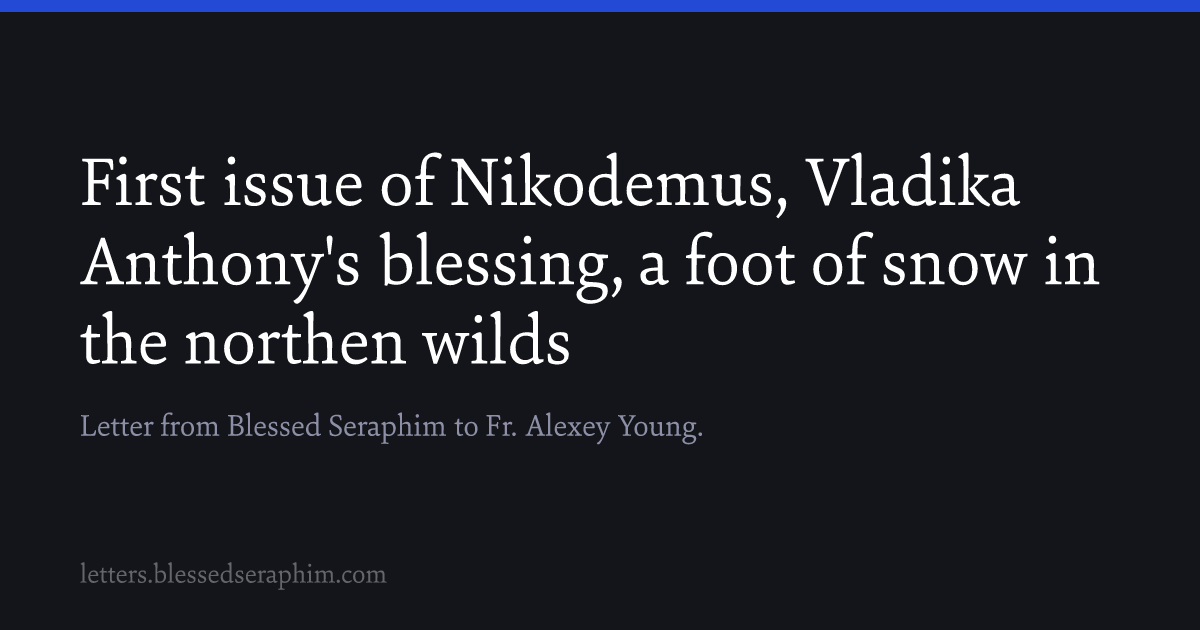 First issue of Nikodemus, Vladika
Anthony's blessing, a foot of snow in
the northen wilds
Letter from Blessed Seraphim to Fr. Alexey Young.
letters.blessedseraphim.com